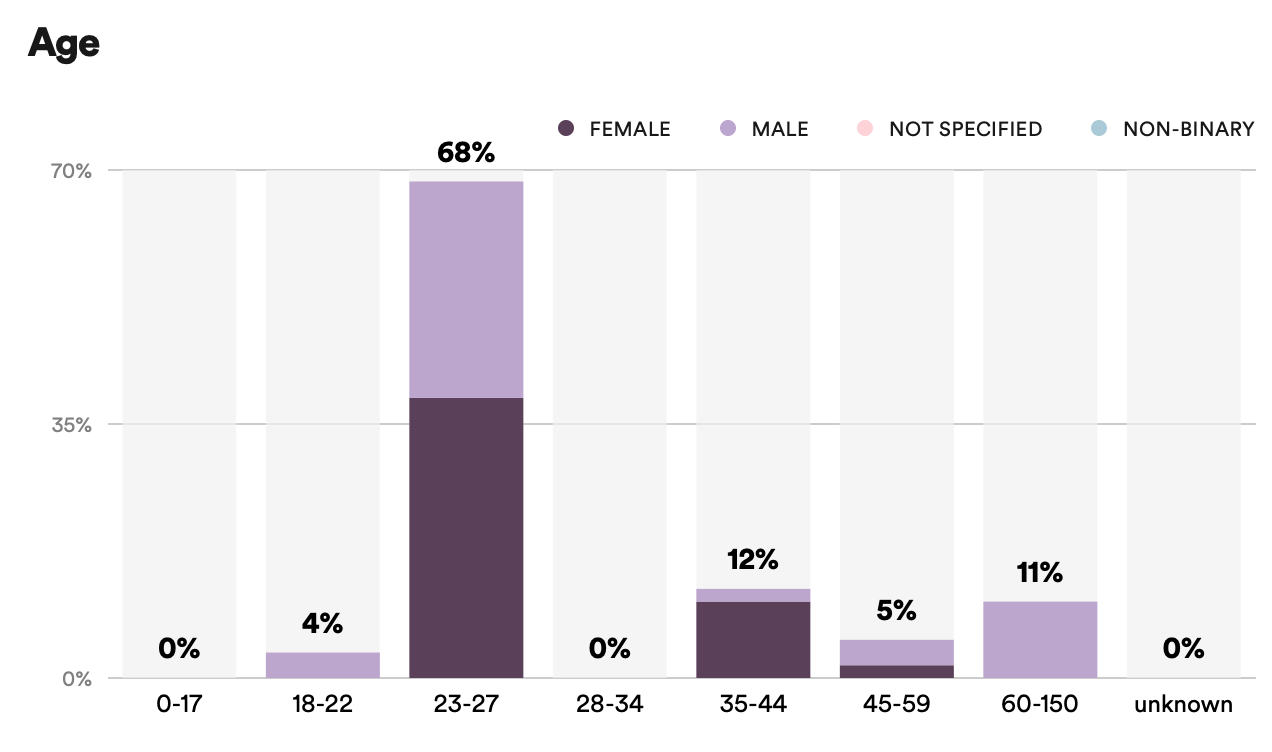 Age
FEMALE MALE NOT SPECIFIED NON-BINARY
68%
70%
35%
12%
11%
5%
4%
0% 0% 0%
0%
0-17 18-22 23-27 28-34 35-44 45-59 60-150 unknown